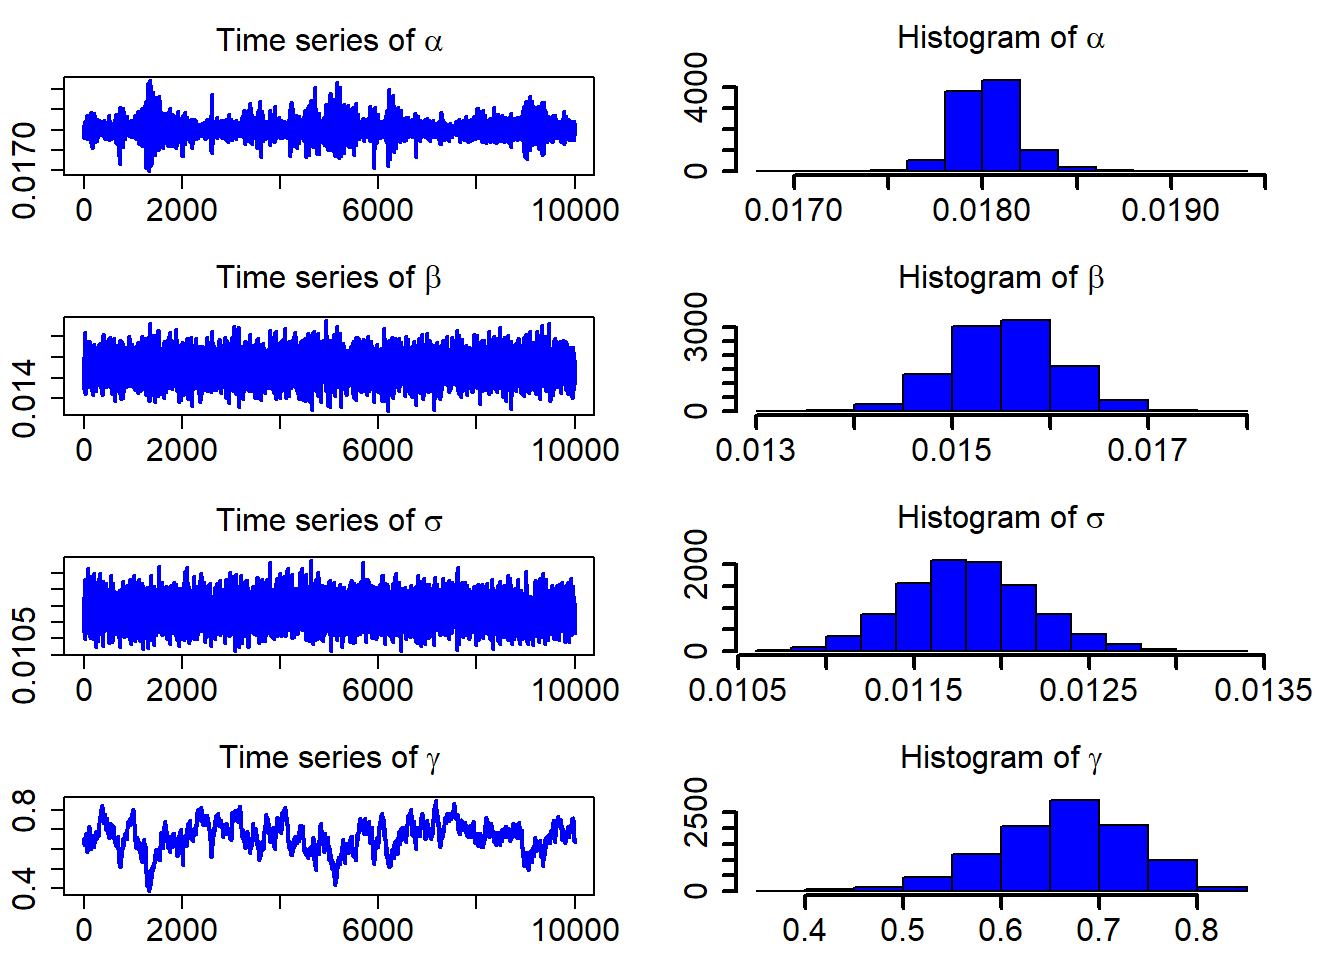 Time series of α
0.0170
0 2000 6000 10000
Histogram of α
0 4000
0.0170 0.0180 0.0190
Time series of β
0.014
0 2000 6000 10000
Histogram of β
0 3000
0.013 0.015 0.017
Time series of σ
0.0105
0 2000 6000 10000
Histogram of σ
0 2000
0.0105 0.0115 0.0125 0.0135
Time series of γ
0.4 0.8
0 2000 6000 10000
Histogram of γ
0 2500
0.4 0.5 0.6 0.7 0.8